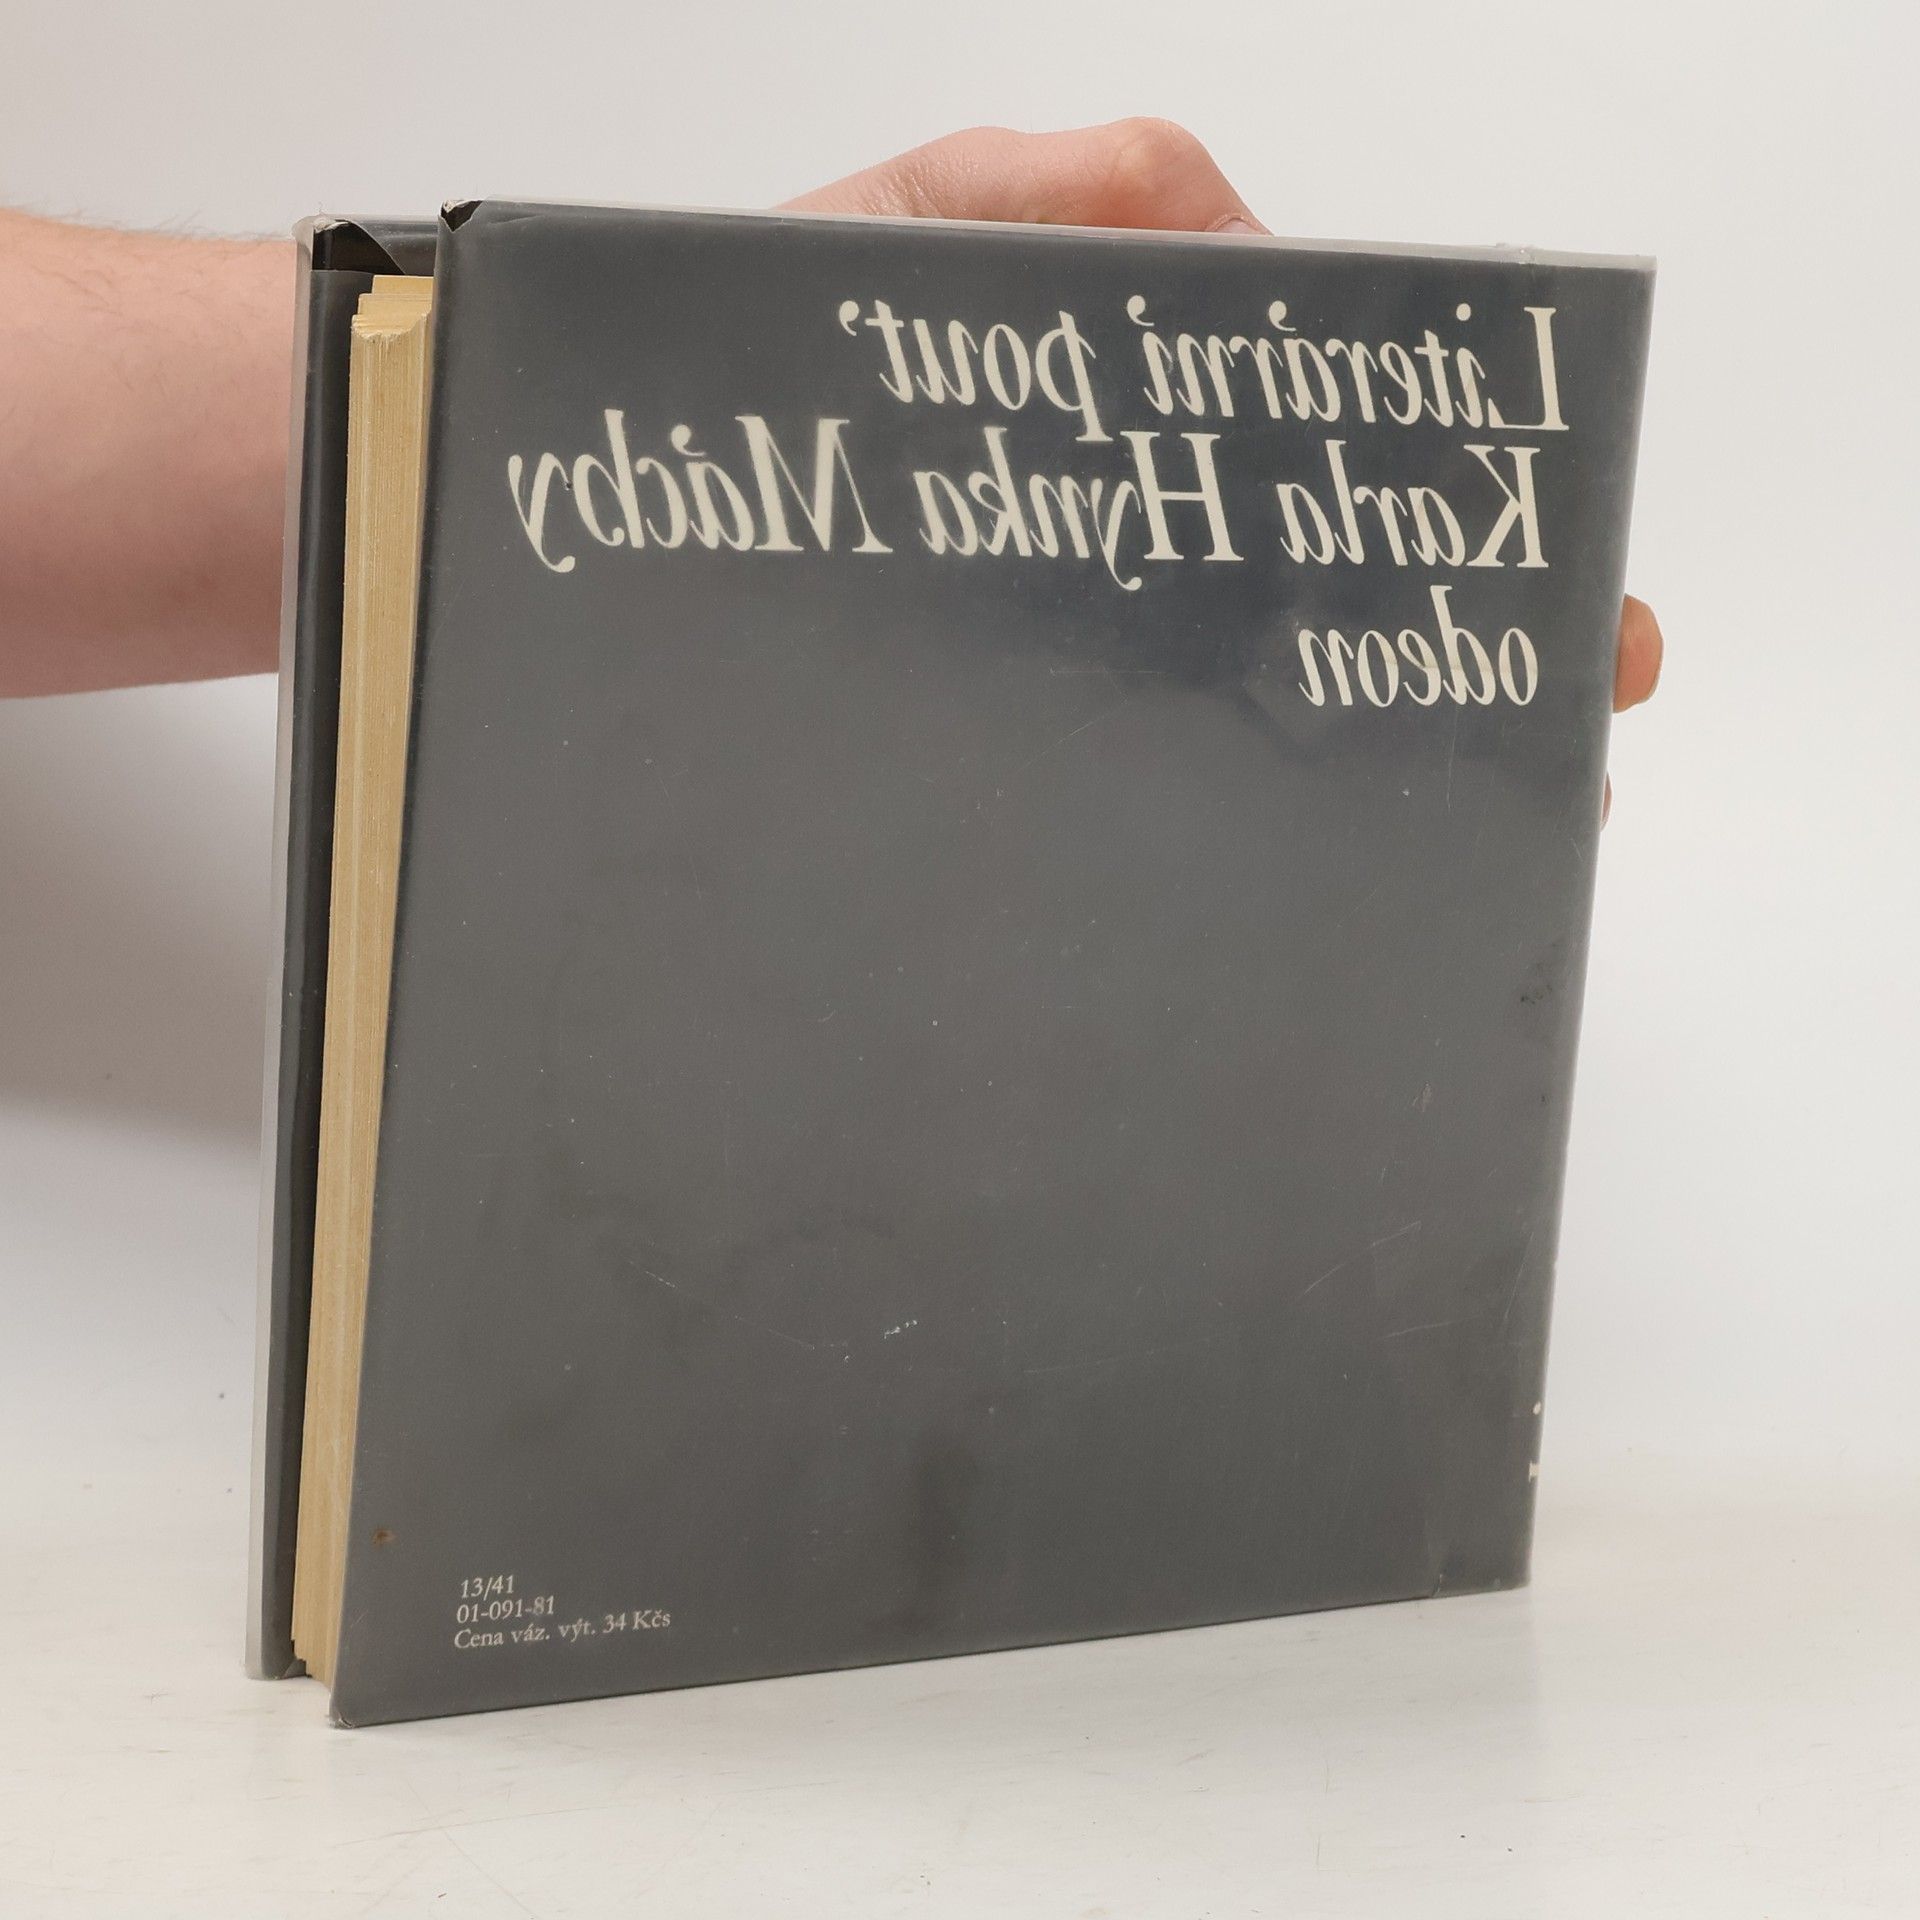 Literární pouť
Karla Hynka Máchy
odeon
13/41
01-091-81
Cena váz. výt. 34 Kčs